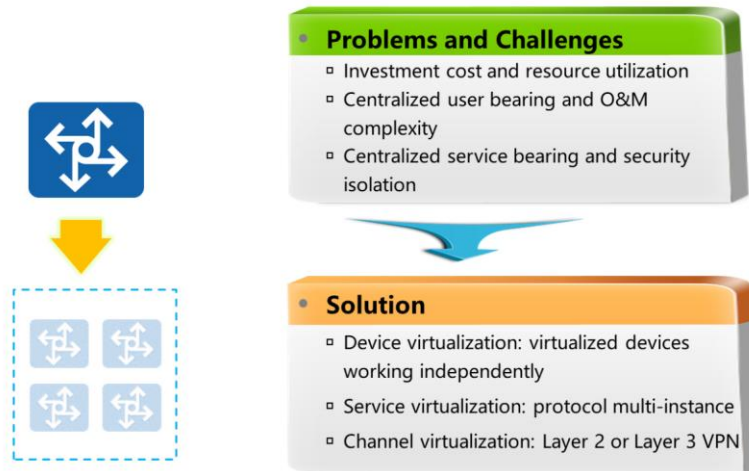 Problems and Challenges
Investment cost and resource utilization
Centralized user bearing and O&M
complexity
Centralized service bearing and security
isolation
Solution
Device virtualization: virtualized devices
working independently
Service virtualization: protocol multi-instance
Channel virtualization: Layer 2 or Layer 3 VPN